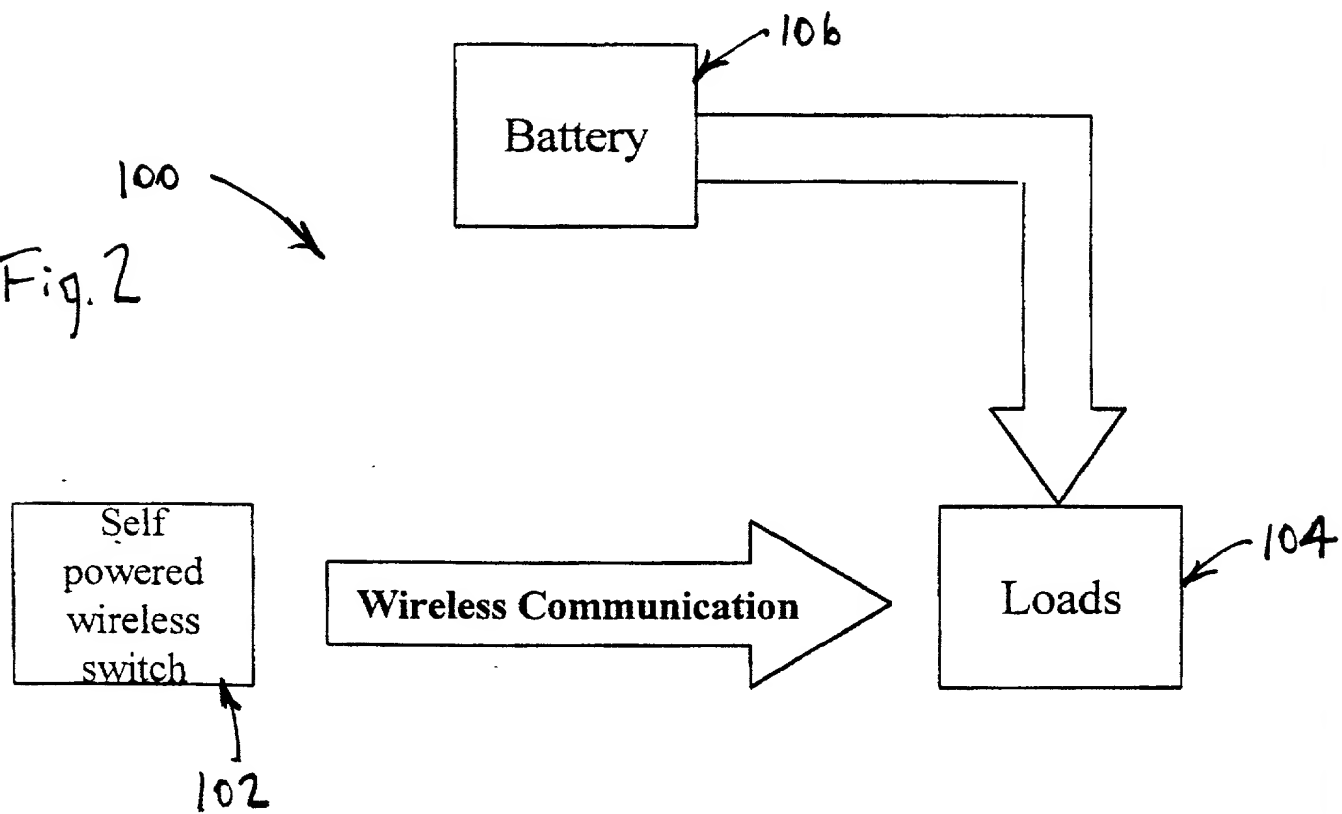 106
Battery
100
Fig. 2
Self
powered
wireless
switch
Wireless Communication
Loads
104
102